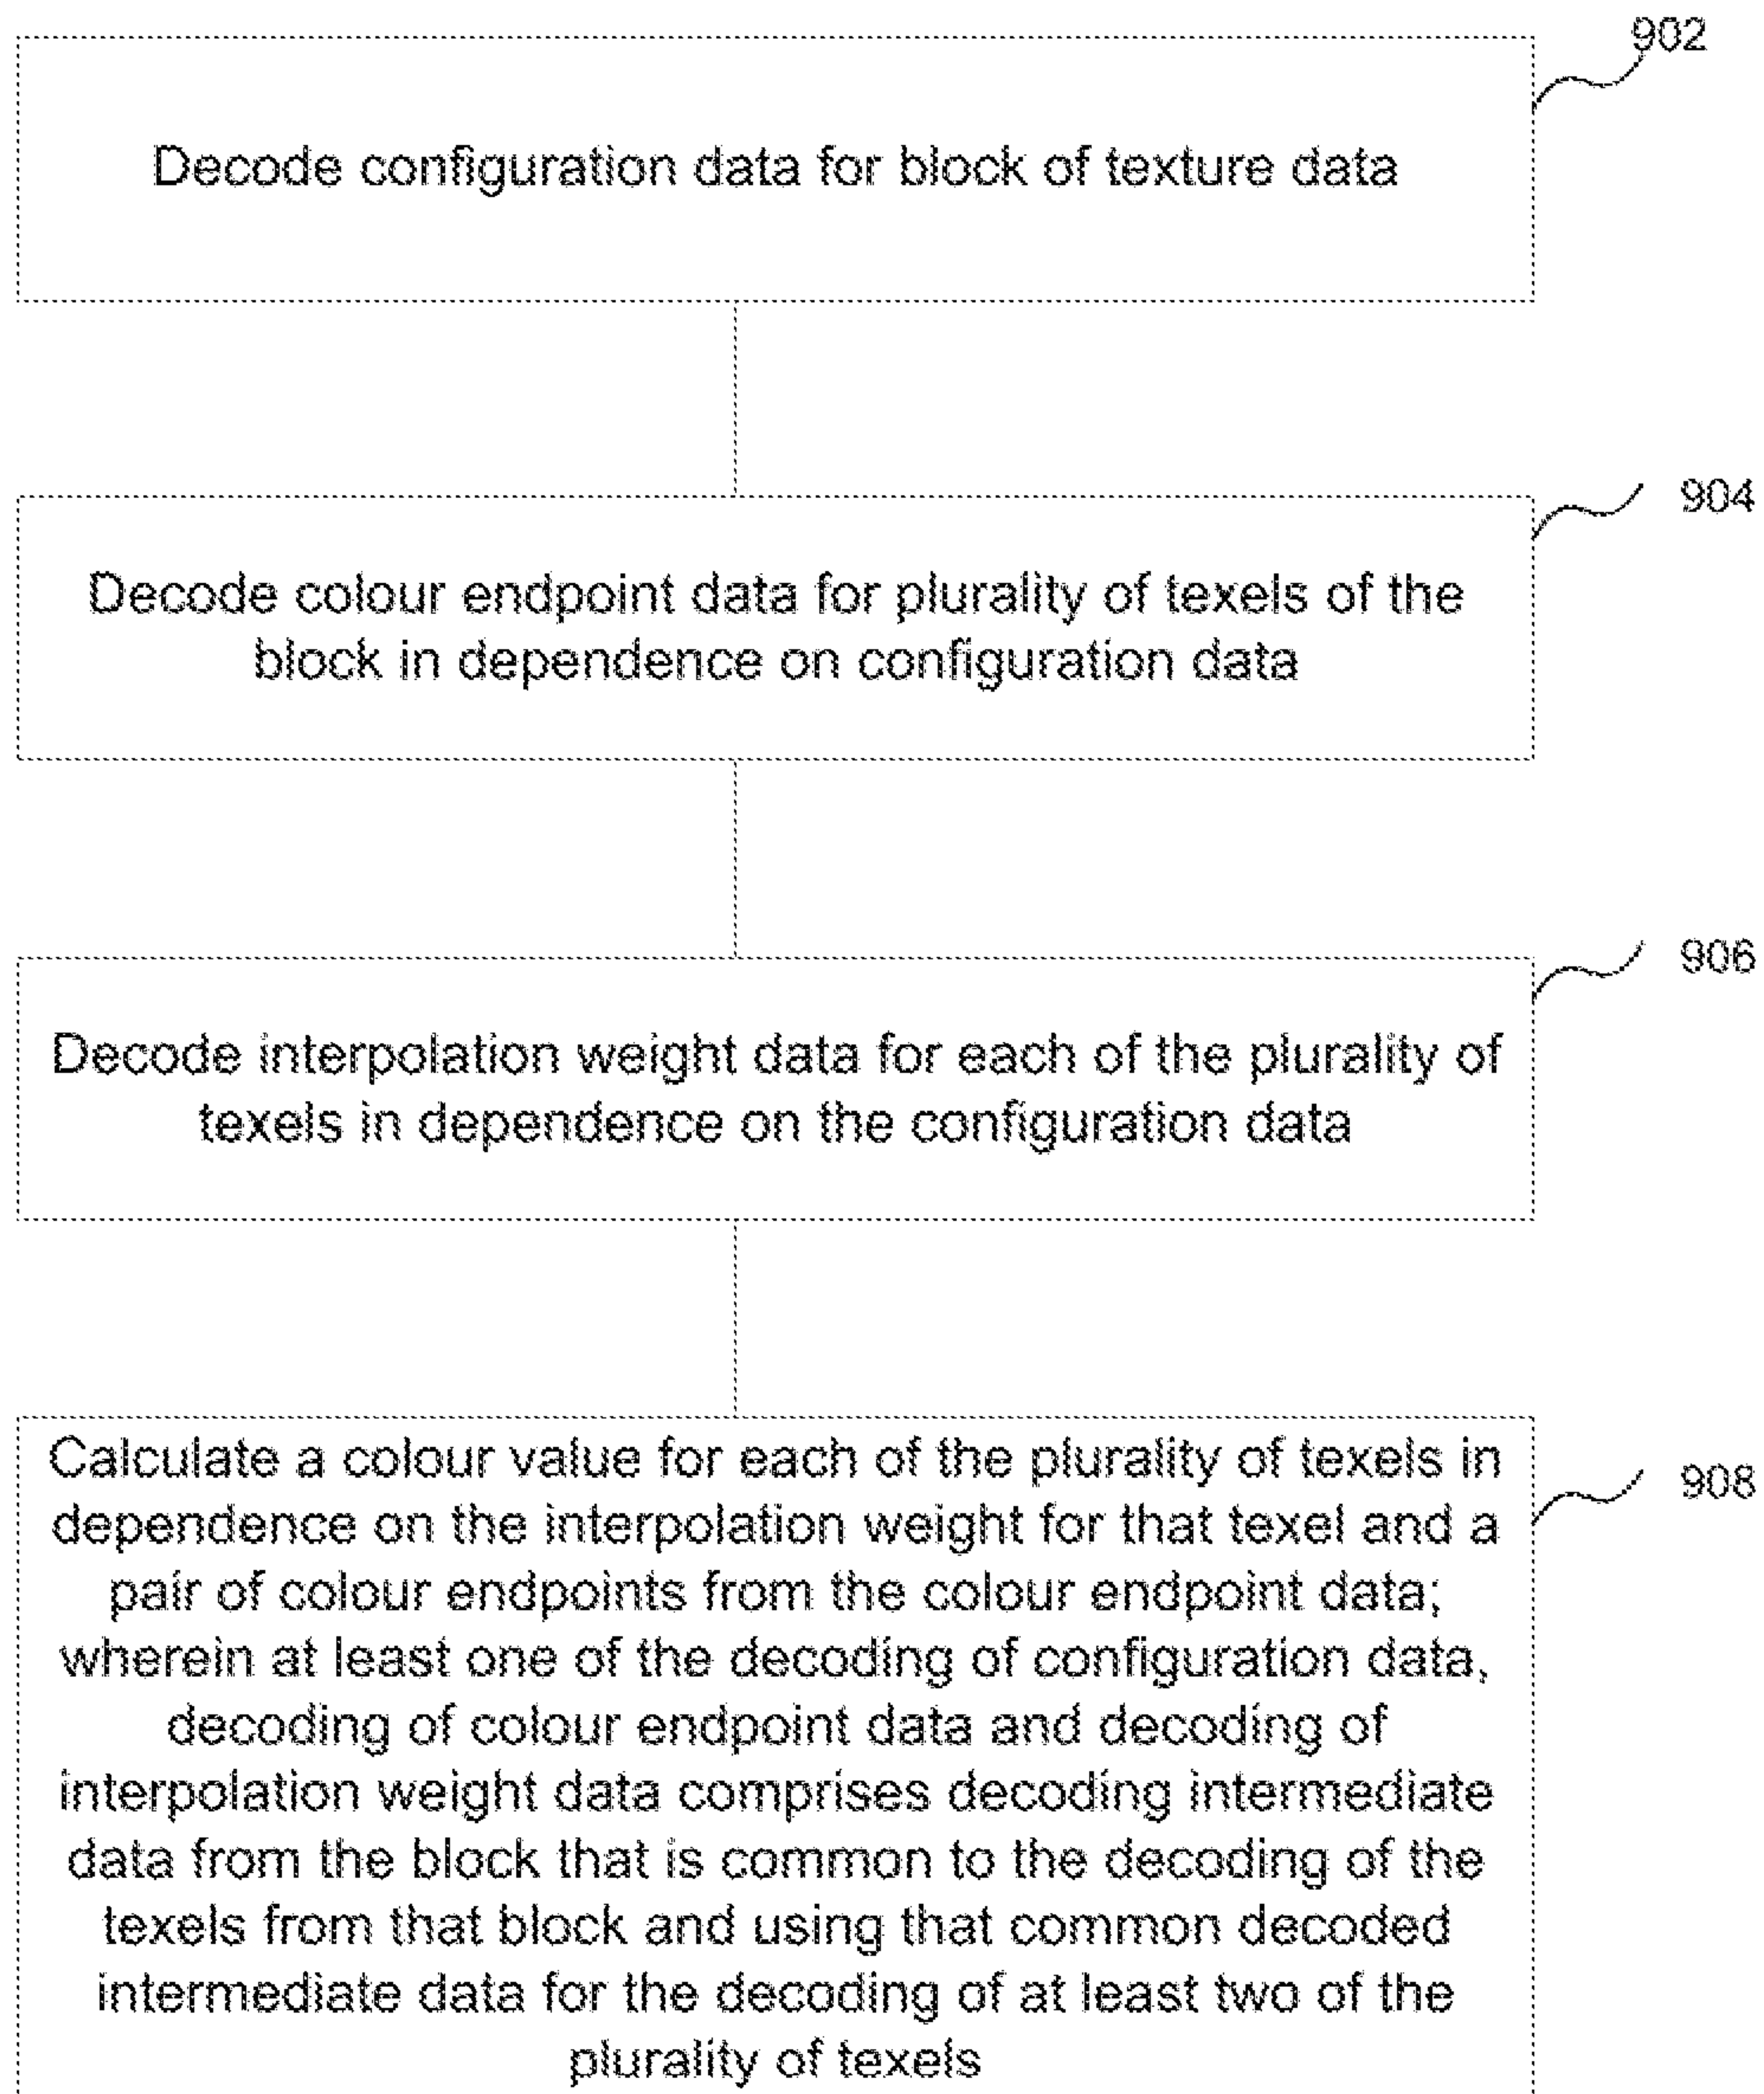 902
Decode configuration data for block of texture data
904
Decode colour endpoint data for plurality of texels of the
block in dependence on configuration data
906
Decode interpolation weight data for each of the plurality of
texels in dependence on the configuration data
908
Calculate a colour value for each of the plurality of texels in
dependence on the interpolation weight for that texel and a
pair of colour endpoints from the colour endpoint data;
wherein at least one of the decoding of configuration data,
decoding of colour endpoint data and decoding of
interpolation weight data comprises decoding intermediate
data from the block that is common to the decoding of the
texels from that block and using that common decoded
intermediate data for the decoding of at least two of the
plurality of texels